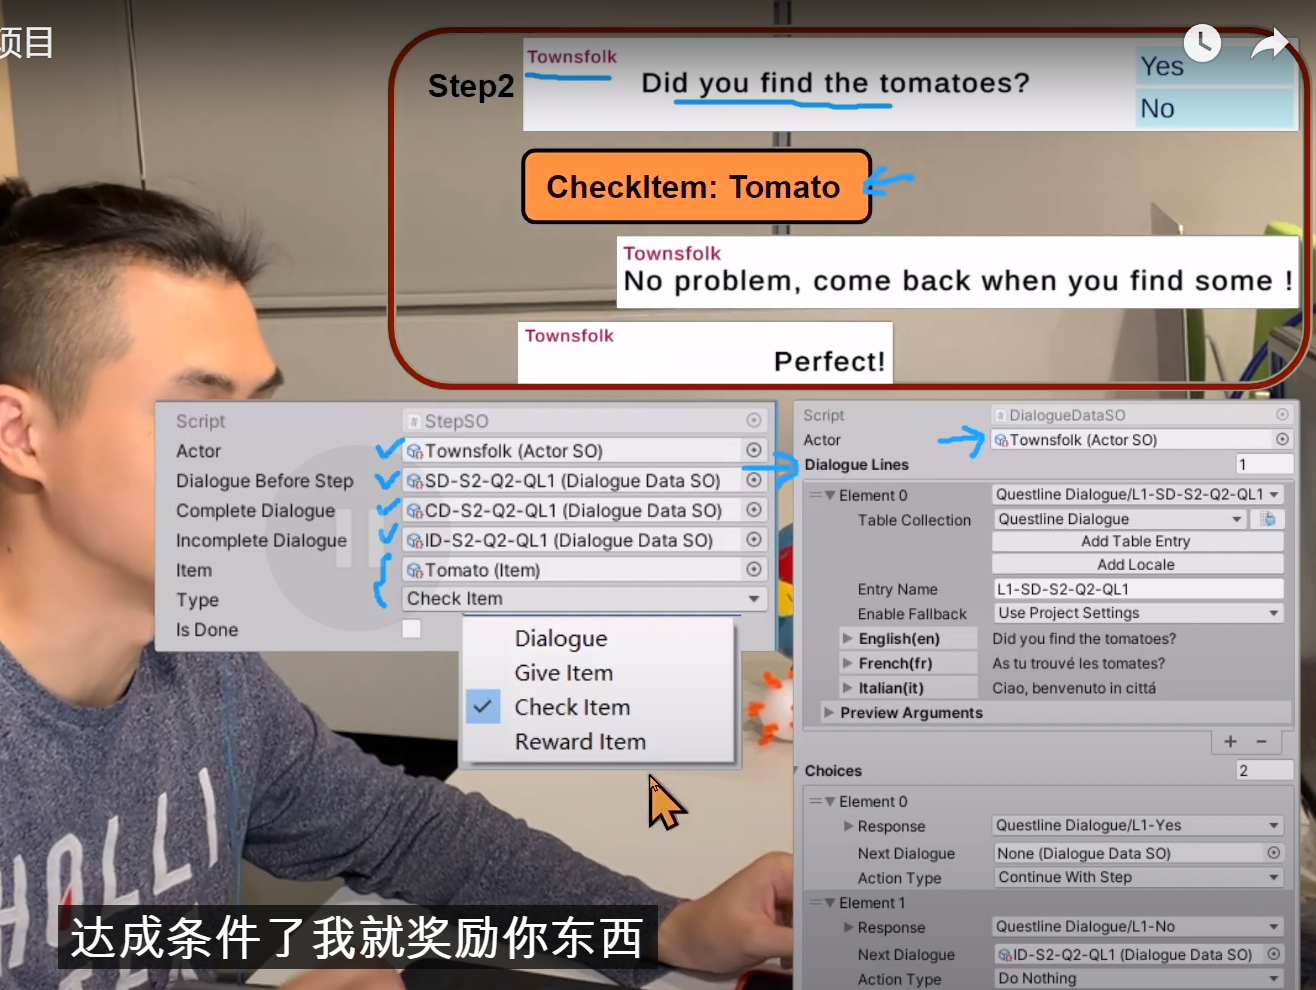 项目
Step2
Townsfolk
Did you find the tomatoes?
Yes
No
CheckItem: Tomato
Townsfolk
No problem, come back when you find some !
Townsfolk
Perfect!
Script
StepSO
Actor
Townsfolk (Actor SO)
Dialogue Before Step
SD-S2-Q2-QL1 (Dialogue Data SO)
Complete Dialogue
CD-S2-Q2-QL1 (Dialogue Data SO)
Incomplete Dialogue
ID-S2-Q2-QL1 (Dialogue Data SO)
Item
Tomato (Item)
Type
Check Item
Is Done
Dialogue
Give Item
Check Item
Reward Item
Script
DialogueDataSO
Actor
Townsfolk (Actor SO)
Dialogue Lines
1
Element 0
Questline Dialogue/L1-SD-S2-Q2-QL1
Table Collection
Questline Dialogue
Add Table Entry
Add Locale
Entry Name
L1-SD-S2-Q2-QL1
Enable Fallback
Use Project Settings
English(en)
Did you find the tomatoes?
French(fr)
As tu trouvé les tomates?
Italian(it)
Ciao, benvenuto in cittá
Preview Arguments
+ −
Choices
2
Element 0
Response
Questline Dialogue/L1-Yes
Next Dialogue
None (Dialogue Data SO)
Action Type
Continue With Step
Element 1
Response
Questline Dialogue/L1-No
Next Dialogue
ID-S2-Q2-QL1 (Dialogue Data SO)
Action Type
Do Nothing
达成条件了我就奖励你东西